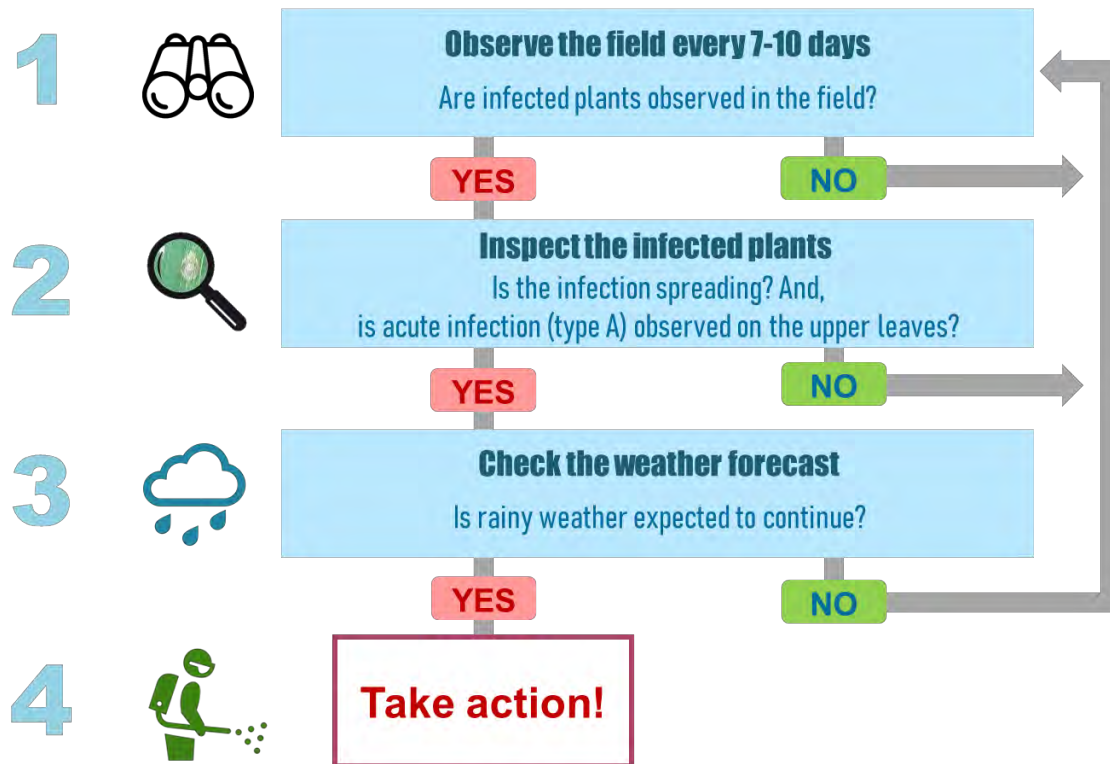 1
Observe the field every 7-10 days
Are infected plants observed in the field?
YES
NO
2
Inspect the infected plants
Is the infection spreading? And,
is acute infection (type A) observed on the upper leaves?
YES
NO
3
Check the weather forecast
Is rainy weather expected to continue?
YES
NO
4
Take action!